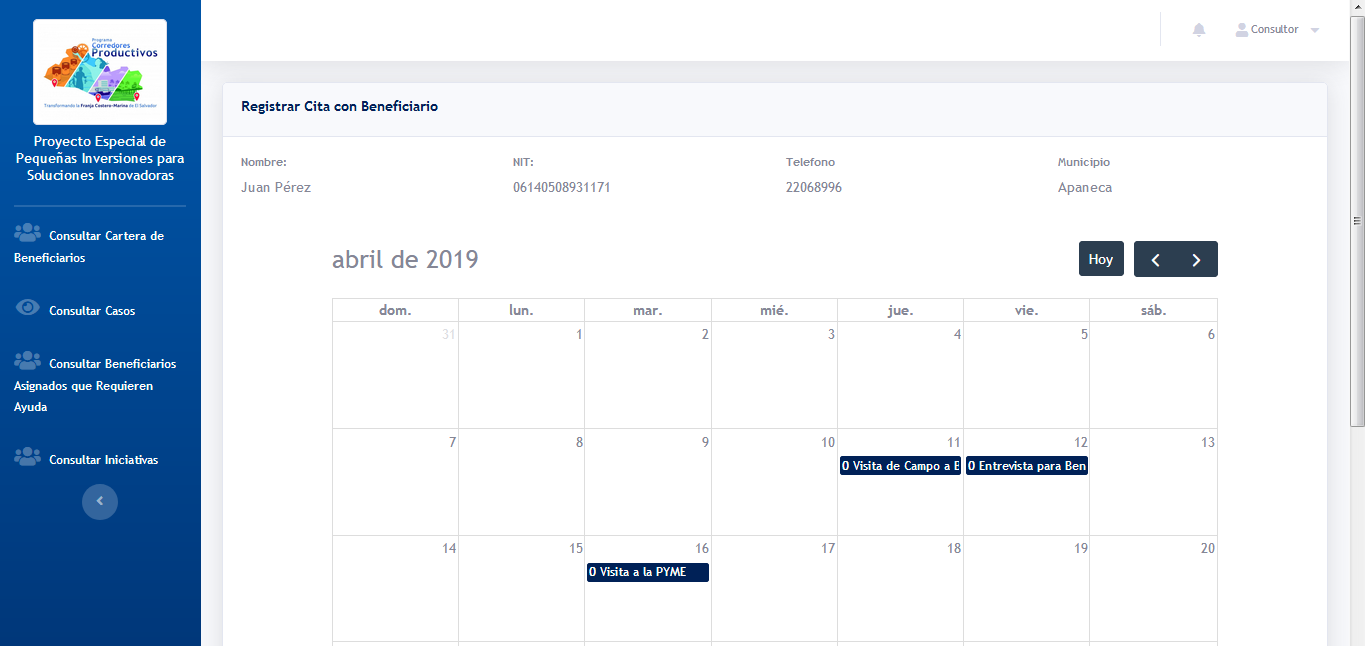 Programa
Corredores
Productivos
Transformando la Franja Costero-Marina de El Salvador
Proyecto Especial de
Pequeñas Inversiones para
Soluciones Innovadoras
Consultar Cartera de
Beneficiarios
Consultar Casos
Consultar Beneficiarios
Asignados que Requieren
Ayuda
Consultar Iniciativas
Consultor
Registrar Cita con Beneficiario
Nombre: NIT: Telefono Municipio
Juan Pérez 06140508931171 22068996 Apaneca
abril de 2019 Hoy
dom. lun. mar. mié. jue. vie. sáb.
31 1 2 3 4 5 6
7 8 9 10 11 12 13
0 Visita de Campo a B 0 Entrevista para Ben
14 15 16 17 18 19 20
0 Visita a la PYME